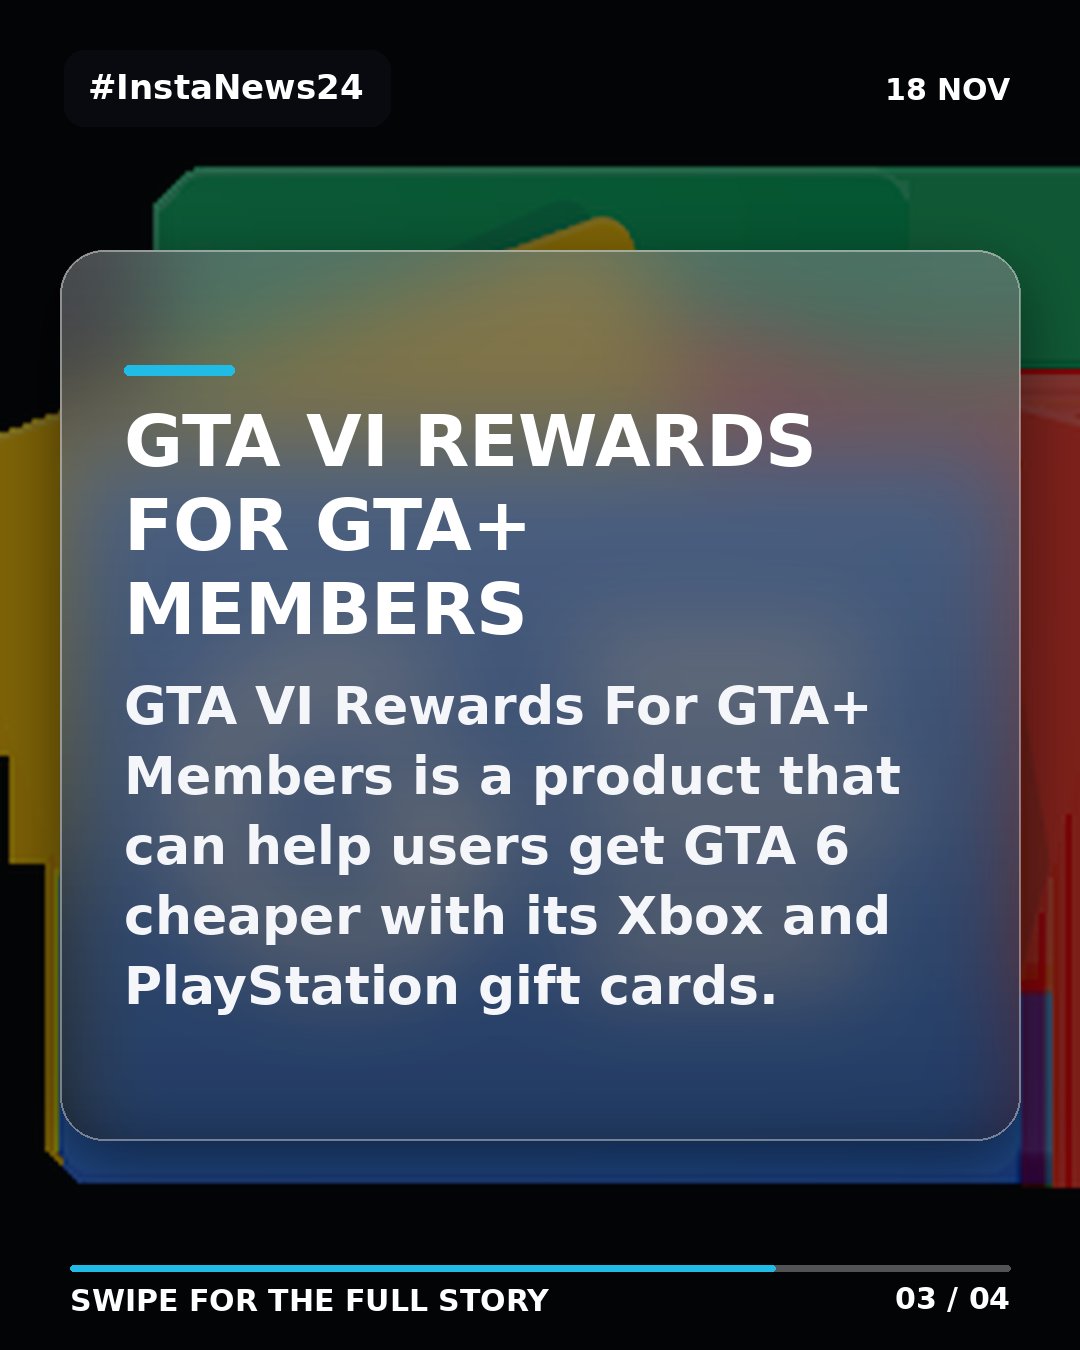 #InstaNews24
18 NOV
GTA VI REWARDS
FOR GTA+
MEMBERS
GTA VI Rewards For GTA+
Members is a product that
can help users get GTA 6
cheaper with its Xbox and
PlayStation gift cards.
SWIPE FOR THE FULL STORY
03 / 04